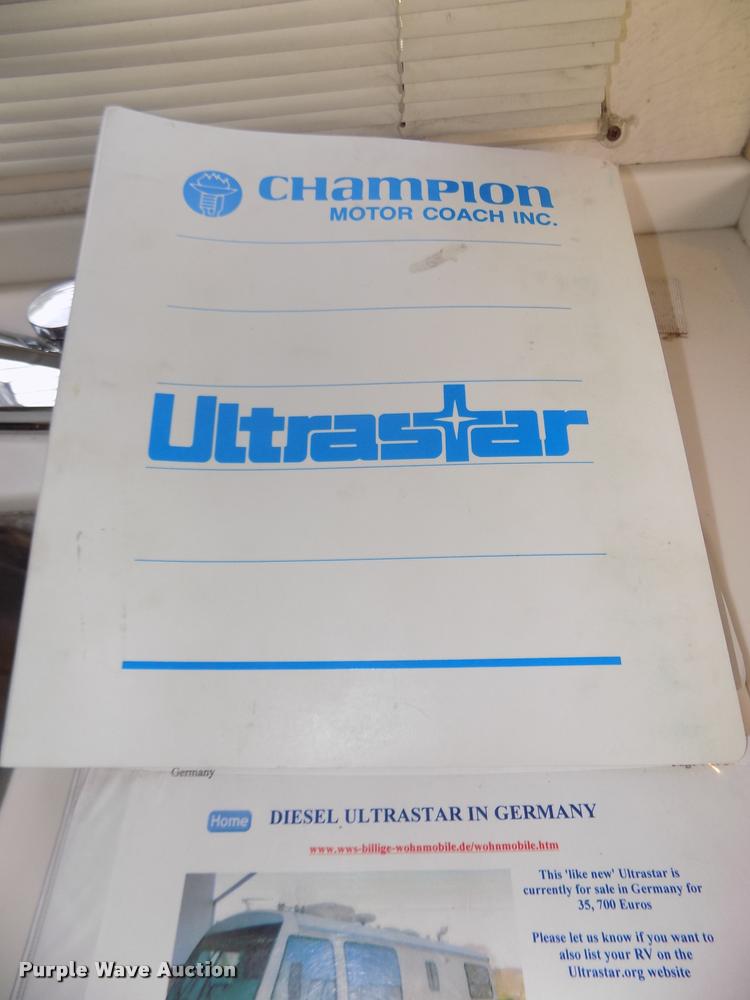 CHAMPION
MOTOR COACH INC.
Ultrastar
Germany
Home
DIESEL ULTRASTAR IN GERMANY
www.wws-billige-wohnmobile.de/wohnmobile.htm
This 'like new' Ultrastar is
currently for sale in Germany for
35, 700 Euros
Please let us know if you want to
also list your RV on the
Ultrastar.org website
Purple Wave Auction